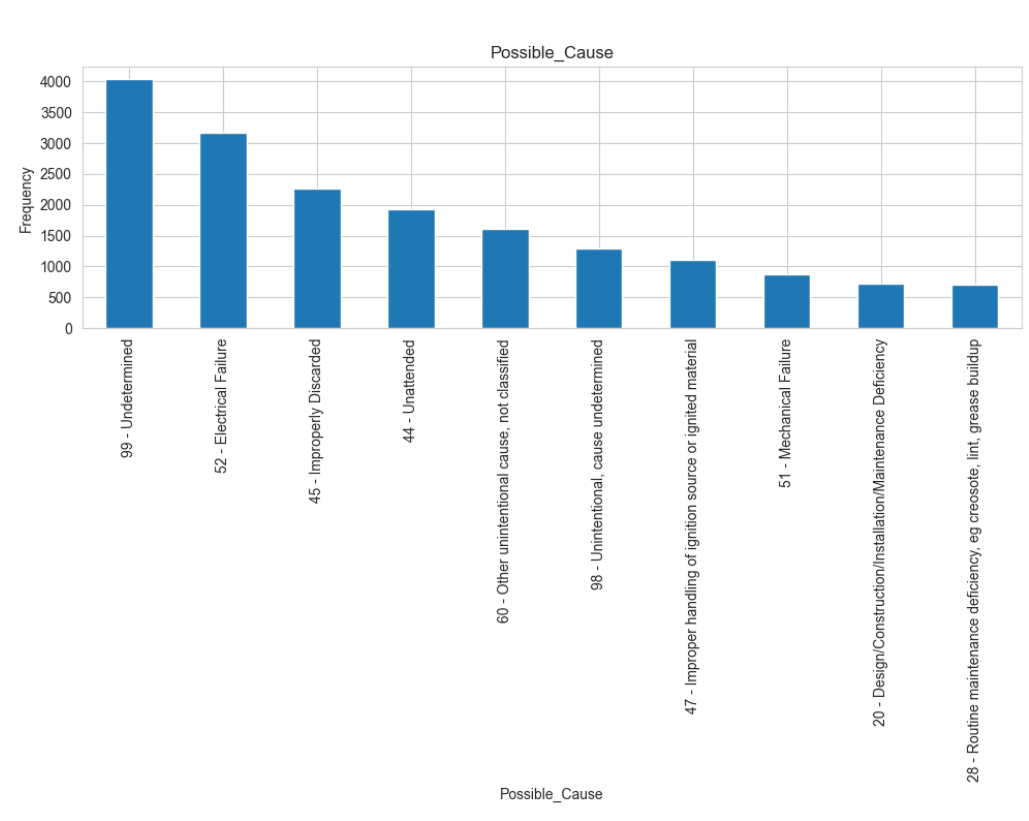 Possible_Cause
4000
3500
3000
2500
2000
1500
1000
500
0
Frequency
99 - Undetermined
52 - Electrical Failure
45 - Improperly Discarded
44 - Unattended
60 - Other unintentional cause, not classified
98 - Unintentional, cause undetermined
47 - Improper handling of ignition source or ignited material
51 - Mechanical Failure
20 - Design/Construction/Installation/Maintenance Deficiency
28 - Routine maintenance deficiency, eg creosote, lint, grease buildup
Possible_Cause